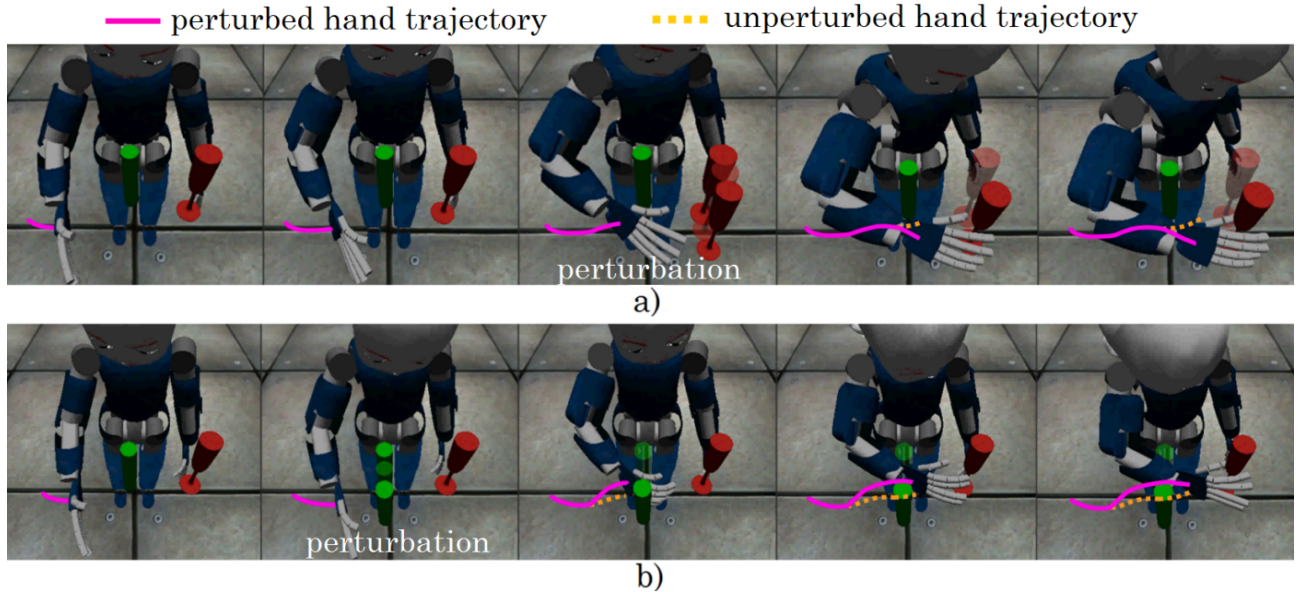 perturbed hand trajectory unperturbed hand trajectory
perturbation
a)
perturbation
b)